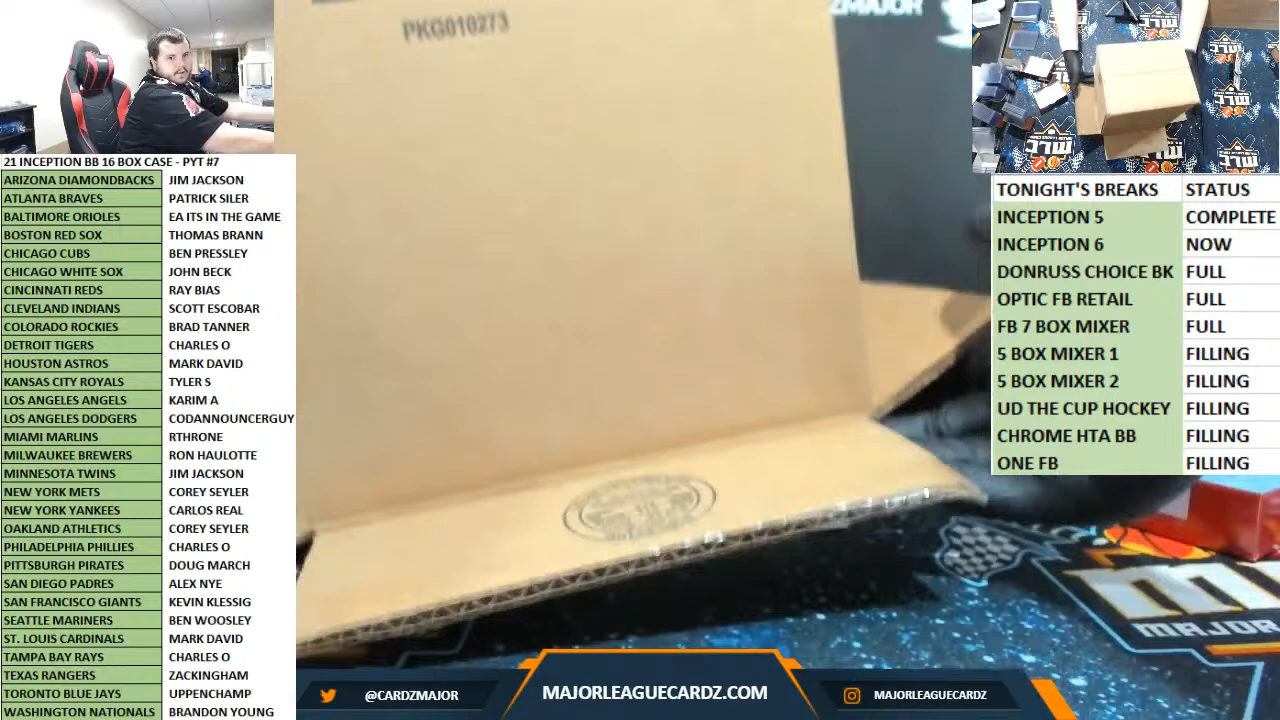 PKG010273
ZMAJOR
21 INCEPTION BB 16 BOX CASE - PYT #7
ARIZONA DIAMONDBACKS JIM JACKSON
ATLANTA BRAVES PATRICK SILER
BALTIMORE ORIOLES EA ITS IN THE GAME
BOSTON RED SOX THOMAS BRANN
CHICAGO CUBS BEN PRESSLEY
CHICAGO WHITE SOX JOHN BECK
CINCINNATI REDS RAY BIAS
CLEVELAND INDIANS SCOTT ESCOBAR
COLORADO ROCKIES BRAD TANNER
DETROIT TIGERS CHARLES O
HOUSTON ASTROS MARK DAVID
KANSAS CITY ROYALS TYLER S
LOS ANGELES ANGELS KARIM A
LOS ANGELES DODGERS CODANNOUNCERGUY
MIAMI MARLINS RTHRONE
MILWAUKEE BREWERS RON HAULOTTE
MINNESOTA TWINS JIM JACKSON
NEW YORK METS COREY SEYLER
NEW YORK YANKEES CARLOS REAL
OAKLAND ATHLETICS COREY SEYLER
PHILADELPHIA PHILLIES CHARLES O
PITTSBURGH PIRATES DOUG MARCH
SAN DIEGO PADRES ALEX NYE
SAN FRANCISCO GIANTS KEVIN KLESSIG
SEATTLE MARINERS BEN WOOSLEY
ST. LOUIS CARDINALS MARK DAVID
TAMPA BAY RAYS CHARLES O
TEXAS RANGERS ZACKINGHAM
TORONTO BLUE JAYS UPPENCHAMP
WASHINGTON NATIONALS BRANDON YOUNG
TONIGHT'S BREAKS STATUS
INCEPTION 5 COMPLETE
INCEPTION 6 NOW
DONRUSS CHOICE BK FULL
OPTIC FB RETAIL FULL
FB 7 BOX MIXER FULL
5 BOX MIXER 1 FILLING
5 BOX MIXER 2 FILLING
UD THE CUP HOCKEY FILLING
CHROME HTA BB FILLING
ONE FB FILLING
MAJOR
@CARDZMAJOR
MAJORLEAGUECARDZ.COM
MAJORLEAGUECARDZ